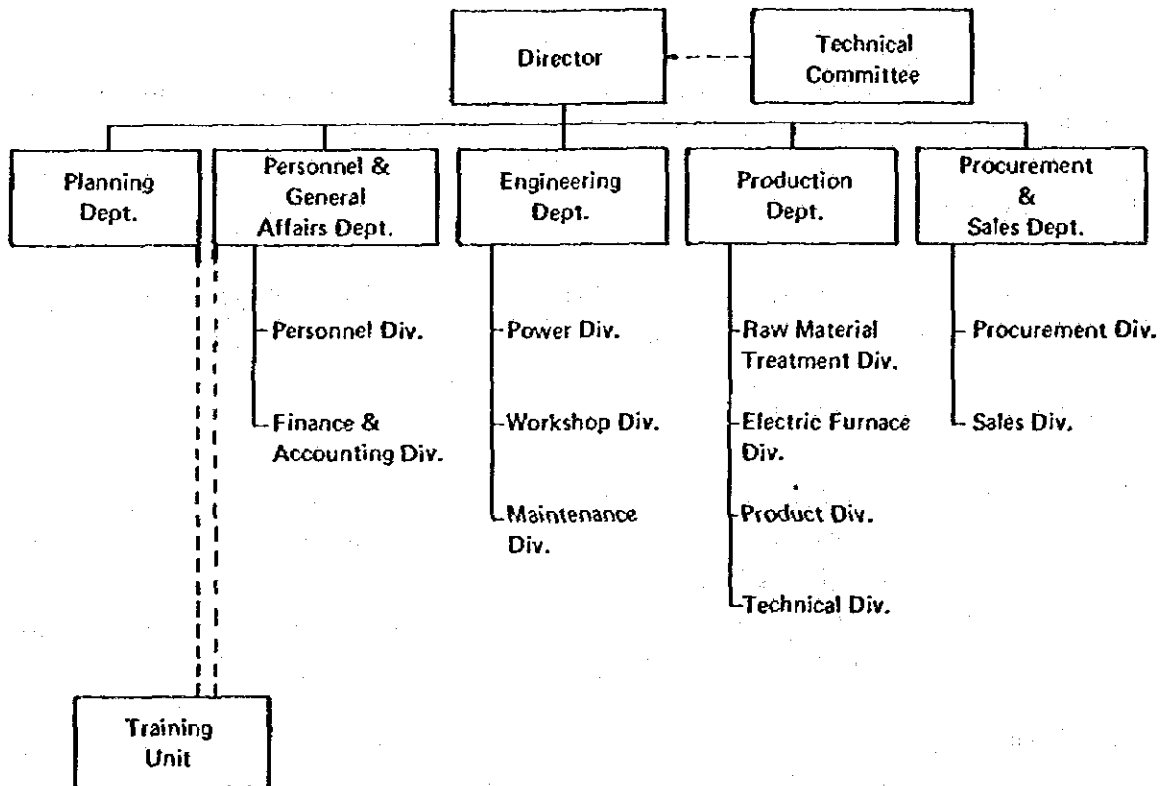 Director
Technical
Committee
Planning
Dept.
Personnel &
General
Affairs Dept.
Engineering
Dept.
Production
Dept.
Procurement
&
Sales Dept.
Personnel Div.
Finance &
Accounting Div.
Power Div.
Workshop Div.
Maintenance
Div.
Raw Material
Treatment Div.
Electric Furnace
Div.
Product Div.
Technical Div.
Procurement Div.
Sales Div.
Training
Unit